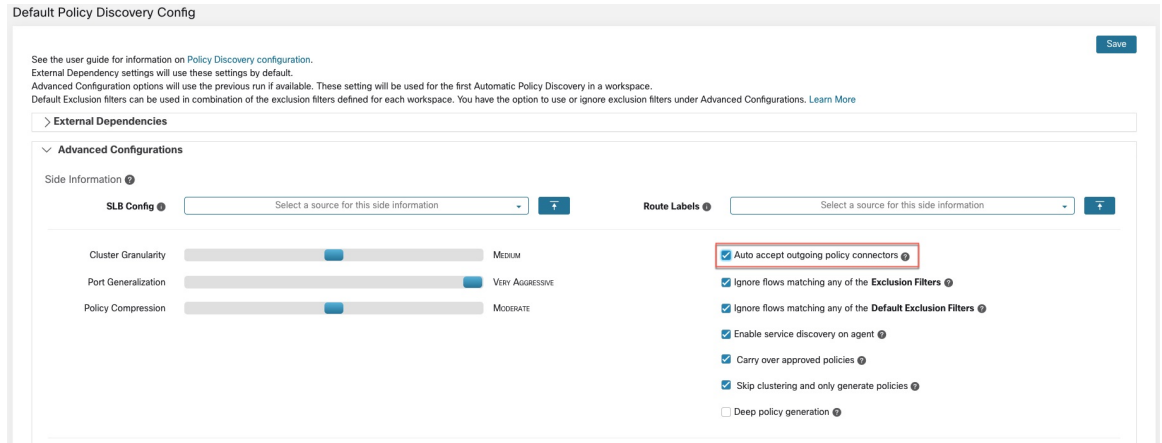 Default Policy Discovery Config
Save
See the user guide for information on Policy Discovery configuration.
External Dependency settings will use these settings by default.
Advanced Configuration options will use the previous run if available. These setting will be used for the first Automatic Policy Discovery in a workspace.
Default Exclusion filters can be used in combination of the exclusion filters defined for each workspace. You have the option to use or ignore exclusion filters under Advanced Configurations. Learn More
External Dependencies
Advanced Configurations
Side Information
SLB Config Select a source for this side information Route Labels Select a source for this side information
Cluster Granularity MEDIUM
Port Generalization VERY AGGRESSIVE
Policy Compression MODERATE
Auto accept outgoing policy connectors
Ignore flows matching any of the Exclusion Filters
Ignore flows matching any of the Default Exclusion Filters
Enable service discovery on agent
Carry over approved policies
Skip clustering and only generate policies
Deep policy generation